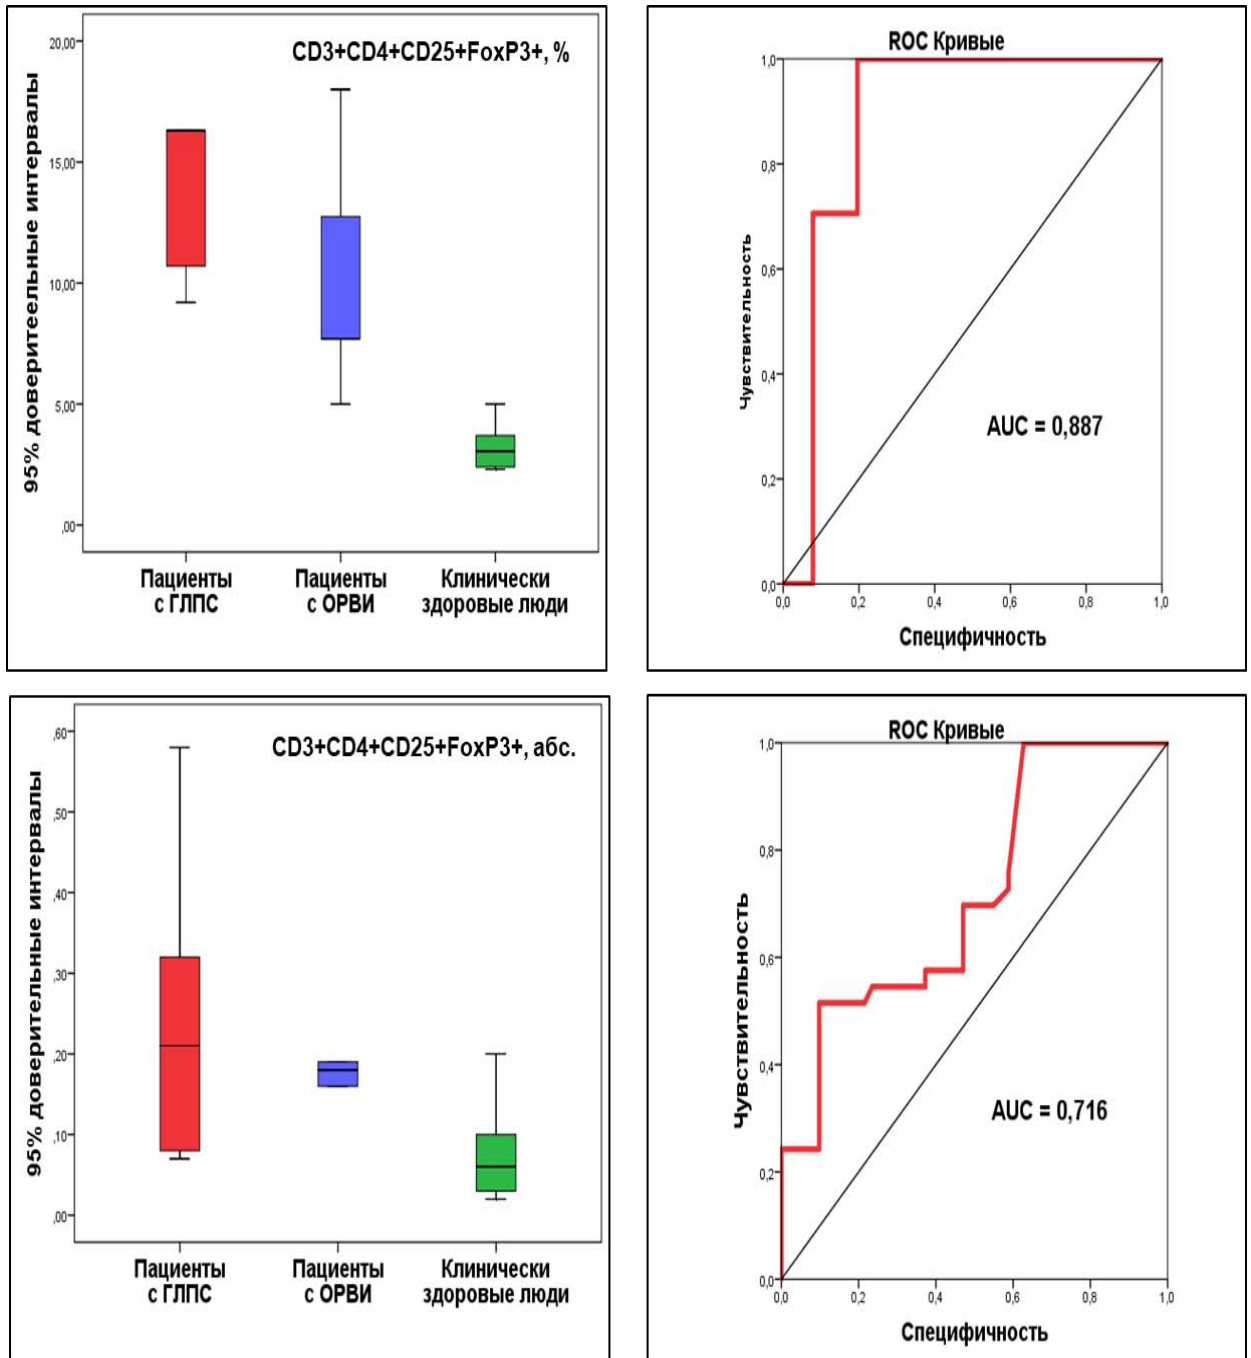 CD3+CD4+CD25+FoxP3+, %
95% доверитеельные интервалы
20,00
15,00
10,00
5,00
,00
Пациенты
с ГЛПС
Пациенты
с ОРВИ
Клинически
здоровые люди
ROC Кривые
Чувствительность
1,0
0,8
0,6
0,4
0,2
0,0
AUC = 0,887
0,0
0,2
0,4
0,6
0,8
1,0
Специфичность
CD3+CD4+CD25+FoxP3+, абс.
95% доверительные интервалы
,60
,50
,40
,30
,20
,10
,00
Пациенты
с ГЛПС
Пациенты
с ОРВИ
Клинически
здоровые люди
ROC Кривые
Чувствительность
1,0
0,8
0,6
0,4
0,2
0,0
AUC = 0,716
0,0
0,2
0,4
0,6
0,8
1,0
Специфичность